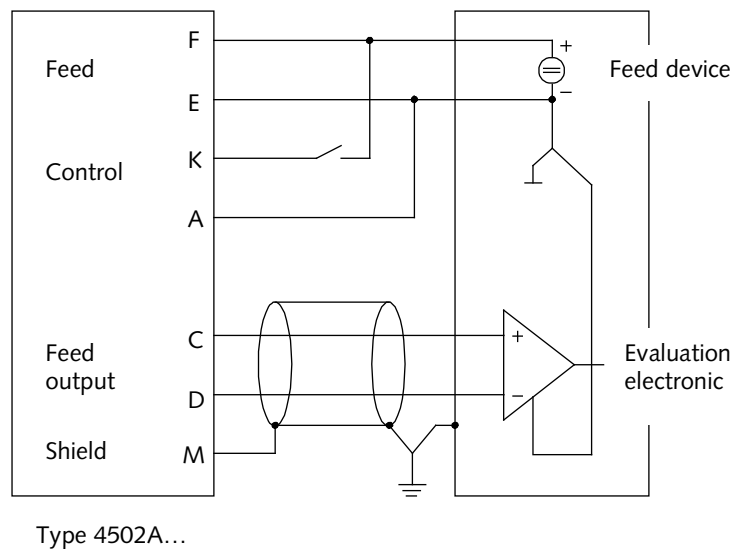 F
+
Feed
Feed device
−
E
K
Control
A
C
+
Feed
output
Evaluation
electronic
D
−
Shield
M
Type 4502A...